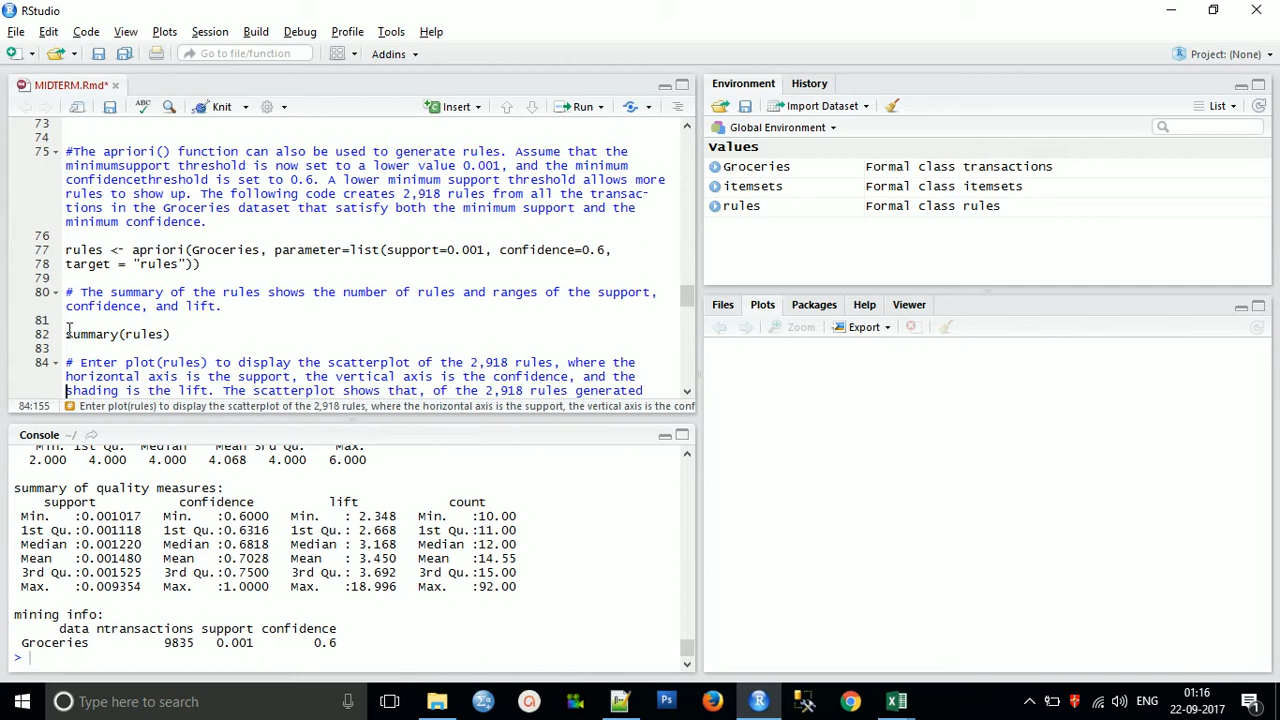 RStudio
File Edit Code View Plots Session Build Debug Profile Tools Help
Go to file/function Addins Project: (None)
MIDTERM.Rmd*
ABC Knit Insert Run
73
74
75 #The apriori() function can also be used to generate rules. Assume that the
minimumsupport threshold is now set to a lower value 0.001, and the minimum
confidencethreshold is set to 0.6. A lower minimum support threshold allows more
rules to show up. The following code creates 2,918 rules from all the transac-
tions in the Groceries dataset that satisfy both the minimum support and the
minimum confidence.
76
77 rules <- apriori(Groceries, parameter=list(support=0.001, confidence=0.6,
78 target = "rules"))
79
80 # The summary of the rules shows the number of rules and ranges of the support,
confidence, and lift.
81
82 summary(rules)
83
84 # Enter plot(rules) to display the scatterplot of the 2,918 rules, where the
horizontal axis is the support, the vertical axis is the confidence, and the
shading is the lift. The scatterplot shows that, of the 2,918 rules generated
84:155 # Enter plot(rules) to display the scatterplot of the 2,918 rules, where the horizontal axis is the support, the vertical axis is the conf
Console ~/
Min. 1st Qu. Median Mean 3rd Qu. Max.
2.000 4.000 4.000 4.068 4.000 6.000
summary of quality measures:
support confidence lift count
Min. :0.001017 Min. :0.6000 Min. : 2.348 Min. :10.00
1st Qu.:0.001118 1st Qu.:0.6316 1st Qu.: 2.668 1st Qu.:11.00
Median :0.001220 Median :0.6818 Median : 3.168 Median :12.00
Mean :0.001480 Mean :0.7028 Mean : 3.450 Mean :14.55
3rd Qu.:0.001525 3rd Qu.:0.7500 3rd Qu.: 3.692 3rd Qu.:15.00
Max. :0.009354 Max. :1.0000 Max. :18.996 Max. :92.00
mining info:
data ntransactions support confidence
Groceries 9835 0.001 0.6
>
Environment History
Import Dataset List
Global Environment
Values
Groceries Formal class transactions
itemsets Formal class itemsets
rules Formal class rules
Files Plots Packages Help Viewer
Zoom Export
Type here to search
Ps
ENG
01:16
22-09-2017
1